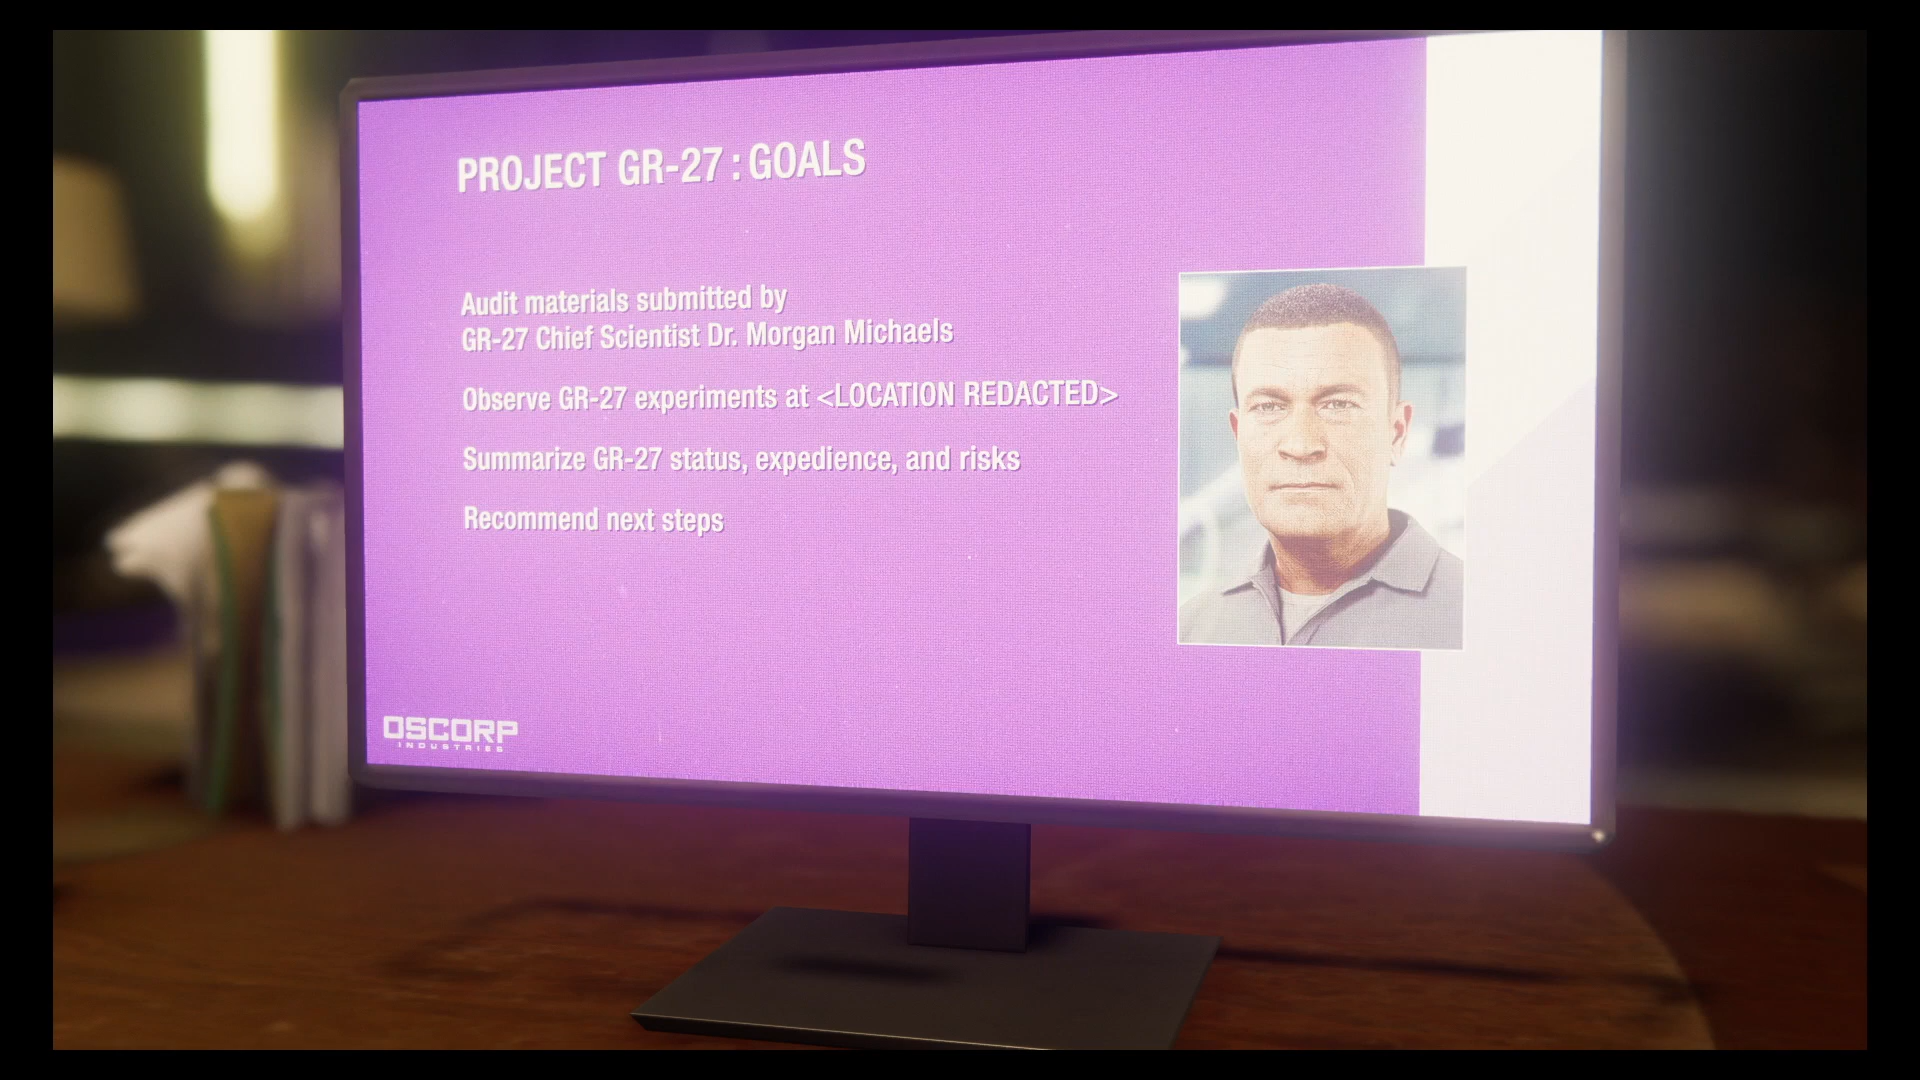 PROJECT GR-27 : GOALS
Audit materials submitted by
GR-27 Chief Scientist Dr. Morgan Michaels
Observe GR-27 experiments at <LOCATION REDACTED>
Summarize GR-27 status, expedience, and risks
Recommend next steps
OSCORP
INDUSTRIES